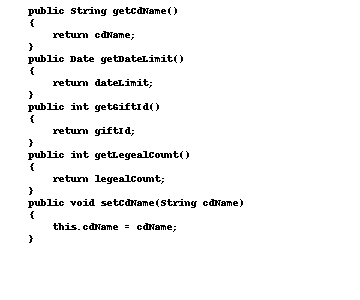 public String getCdName()
{
    return cdName;
}
public Date getDateLimit()
{
    return dateLimit;
}
public int getGiftId()
{
    return giftId;
}
public int getLegealCount()
{
    return legealCount;
}
public void setCdName(String cdName)
{
    this.cdName = cdName;
}